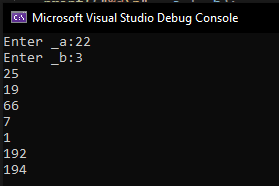 Microsoft Visual Studio Debug Console
Enter _a:22
Enter _b:3
25
19
66
7
1
192
194